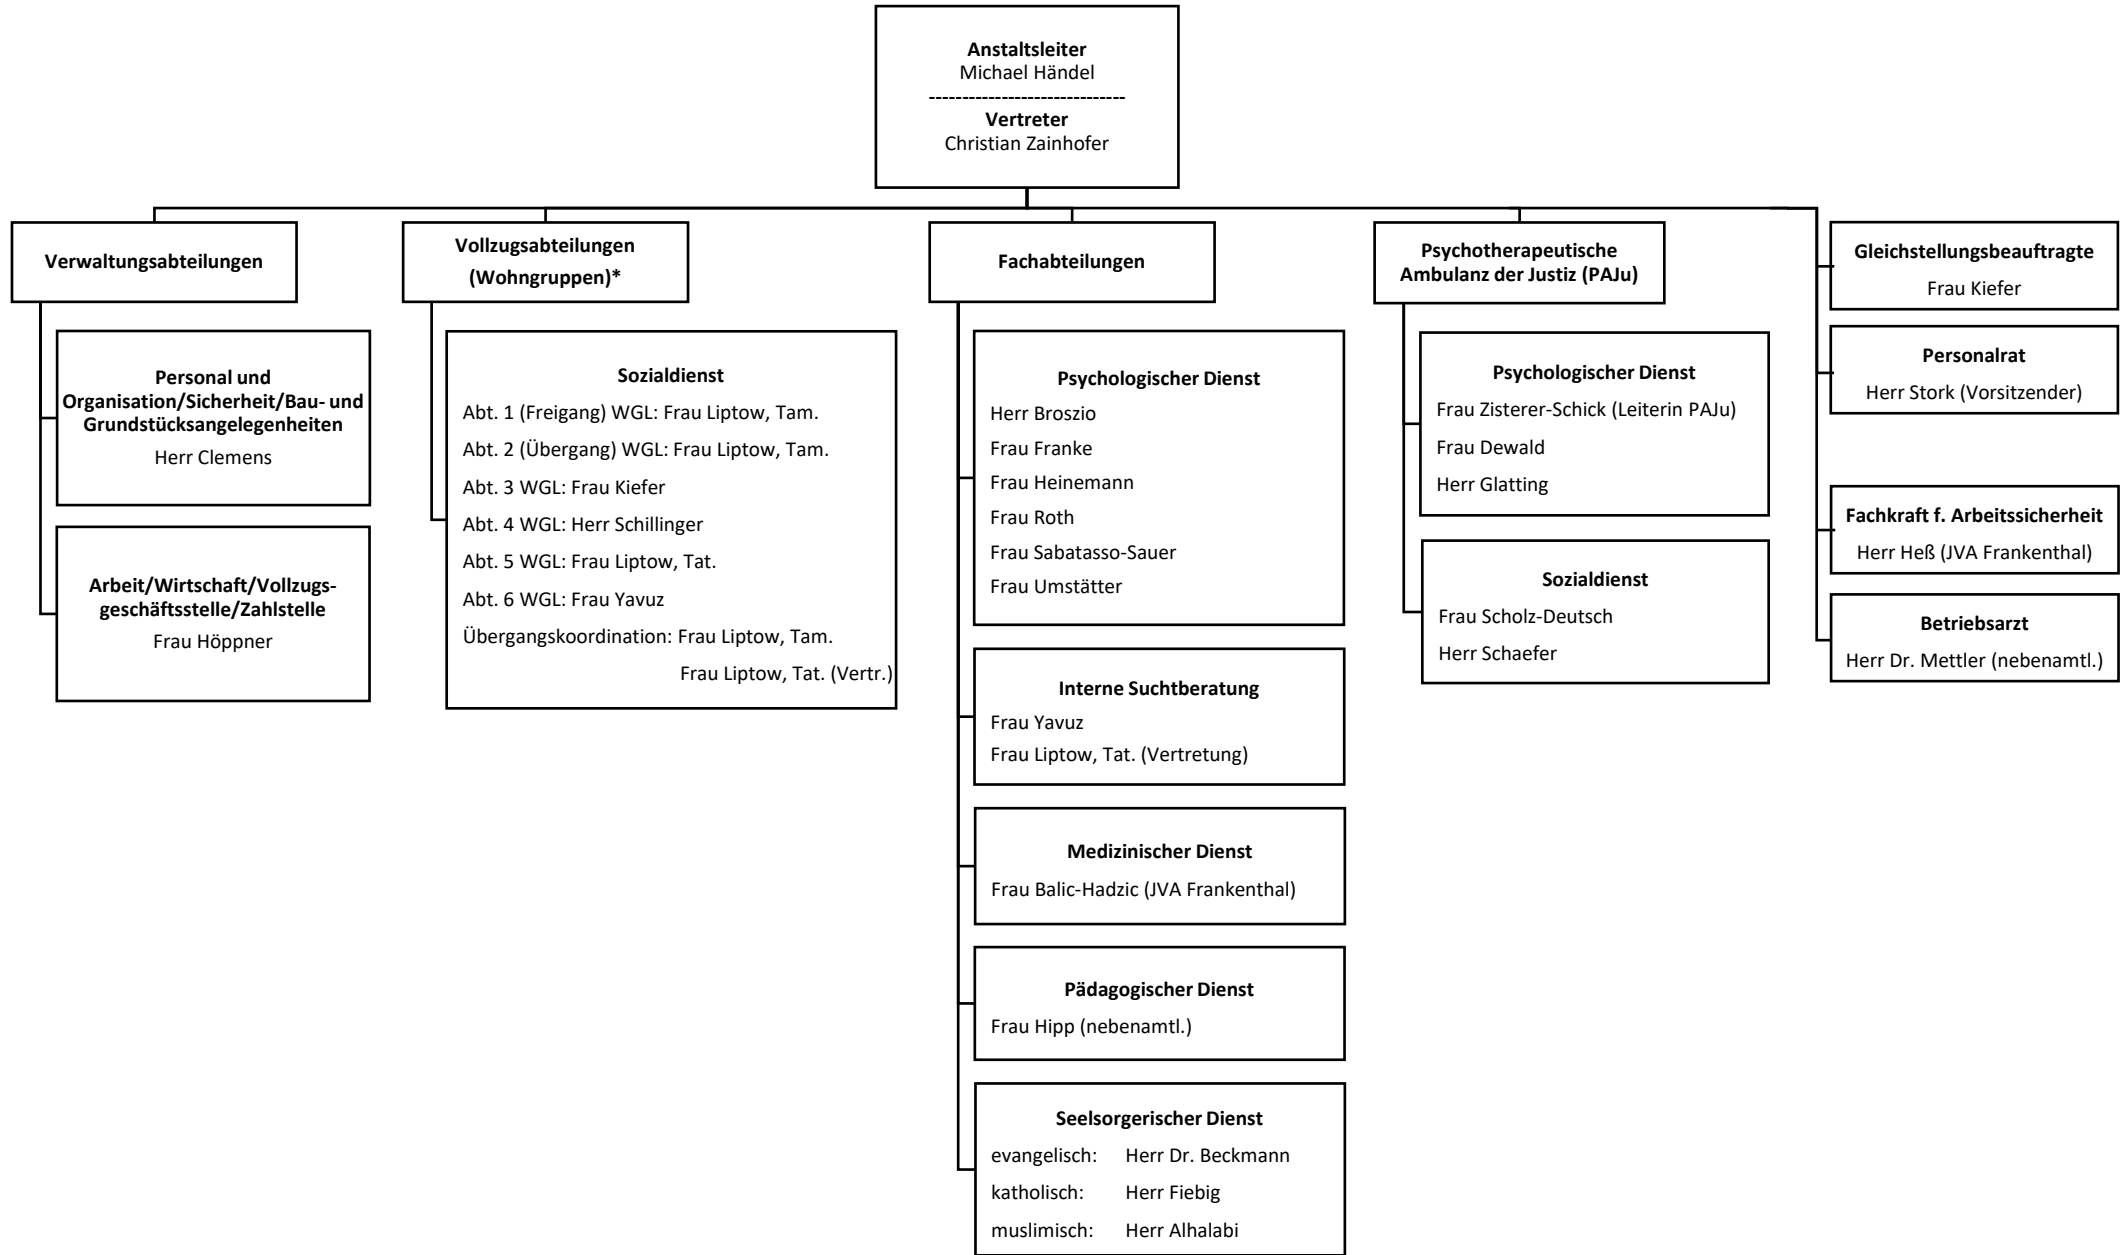 Anstaltsleiter
Michael Händel
------------------------------
Vertreter
Christian Zainhofer
Verwaltungsabteilungen
Personal und
Organisation/Sicherheit/Bau- und
Grundstücksangelegenheiten
Herr Clemens
Arbeit/Wirtschaft/Vollzugs-
geschäftsstelle/Zahlstelle
Frau Höppner
Vollzugsabteilungen
(Wohngruppen)*
Sozialdienst
Abt. 1 (Freigang) WGL: Frau Liptow, Tam.
Abt. 2 (Übergang) WGL: Frau Liptow, Tam.
Abt. 3 WGL: Frau Kiefer
Abt. 4 WGL: Herr Schillinger
Abt. 5 WGL: Frau Liptow, Tat.
Abt. 6 WGL: Frau Yavuz
Übergangskoordination: Frau Liptow, Tam.
Frau Liptow, Tat. (Vertr.)
Fachabteilungen
Psychologischer Dienst
Herr Broszio
Frau Franke
Frau Heinemann
Frau Roth
Frau Sabatasso-Sauer
Frau Umstätter
Interne Suchtberatung
Frau Yavuz
Frau Liptow, Tat. (Vertretung)
Medizinischer Dienst
Frau Balic-Hadzic (JVA Frankenthal)
Pädagogischer Dienst
Frau Hipp (nebenamtl.)
Seelsorgerischer Dienst
evangelisch: Herr Dr. Beckmann
katholisch: Herr Fiebig
muslimisch: Herr Alhalabi
Psychotherapeutische
Ambulanz der Justiz (PAJu)
Psychologischer Dienst
Frau Zisterer-Schick (Leiterin PAJu)
Frau Dewald
Herr Glatting
Sozialdienst
Frau Scholz-Deutsch
Herr Schaefer
Gleichstellungsbeauftragte
Frau Kiefer
Personalrat
Herr Stork (Vorsitzender)
Fachkraft f. Arbeitssicherheit
Herr Heß (JVA Frankenthal)
Betriebsarzt
Herr Dr. Mettler (nebenamtl.)